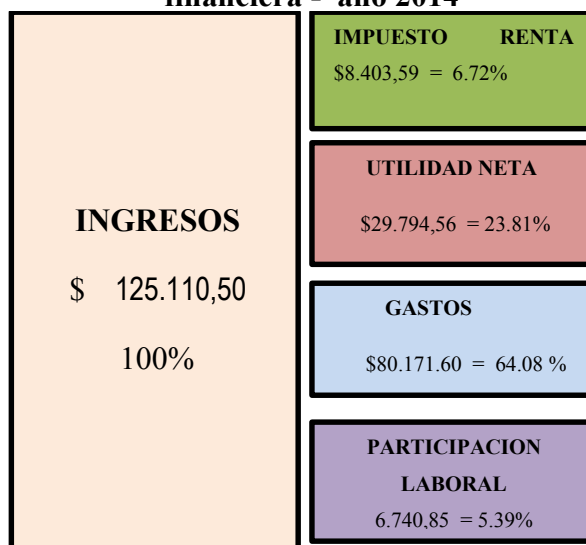 financiera - año 2014
INGRESOS
$ 125.110,50
100%
IMPUESTO RENTA
$8.403,59 = 6.72%
UTILIDAD NETA
$29.794,56 = 23.81%
GASTOS
$80.171.60 = 64.08 %
PARTICIPACION
LABORAL
6.740,85 = 5.39%